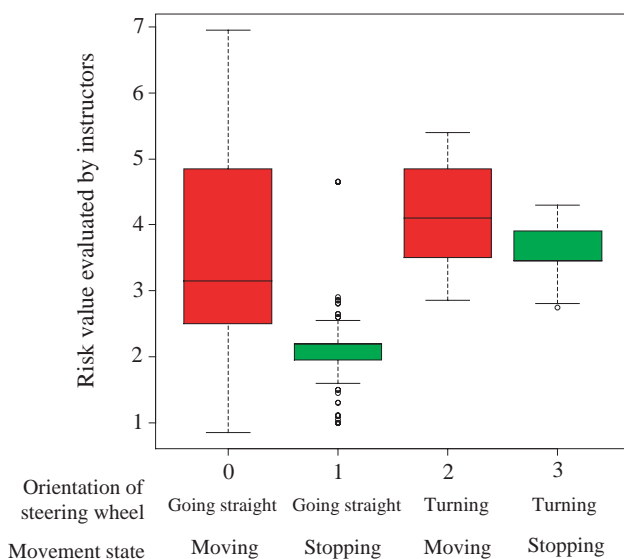 Risk value evaluated by instructors
7
6
5
4
3
2
1
0 1 2 3
Orientation of
steering wheel
Going straight Going straight Turning Turning
Movement state Moving Stopping Moving Stopping